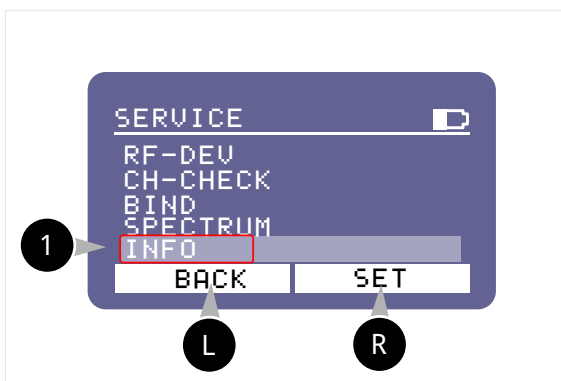 SERVICE
RF-DEV
CH-CHECK
BIND
SPECTRUM
1 INFO
BACK SET
L R